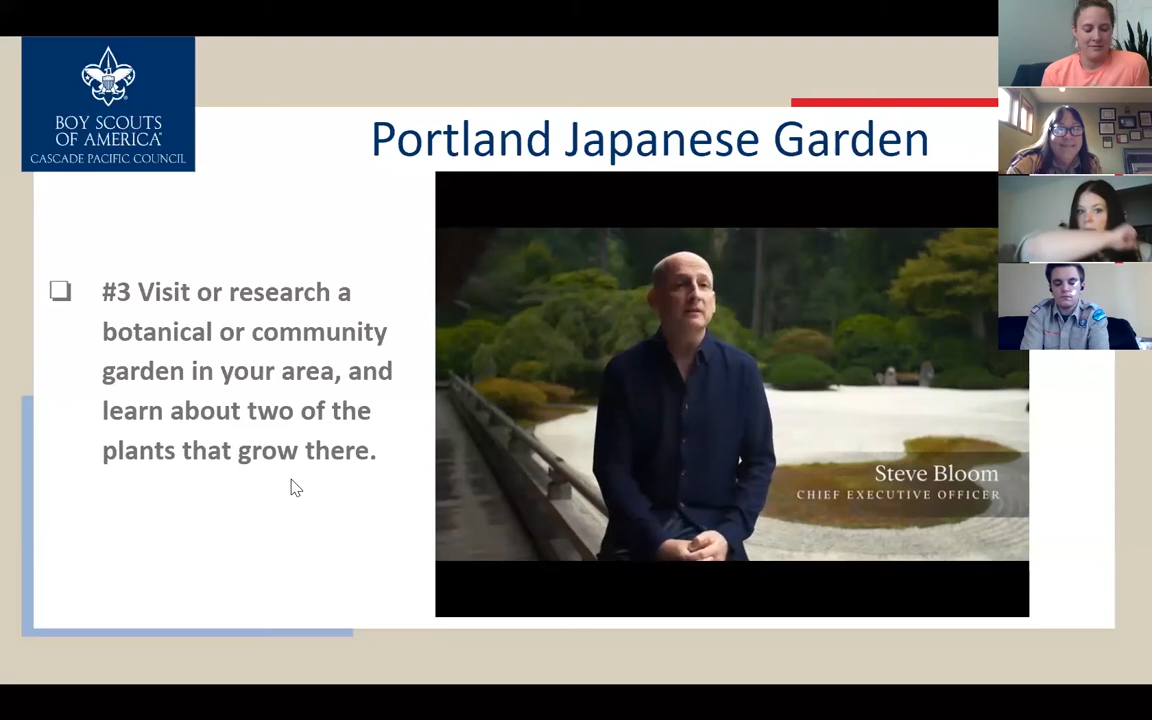 BOY SCOUTS
OF AMERICA®
CASCADE PACIFIC COUNCIL
Portland Japanese Garden
#3 Visit or research a
botanical or community
garden in your area, and
learn about two of the
plants that grow there.
Steve Bloom
CHIEF EXECUTIVE OFFICER